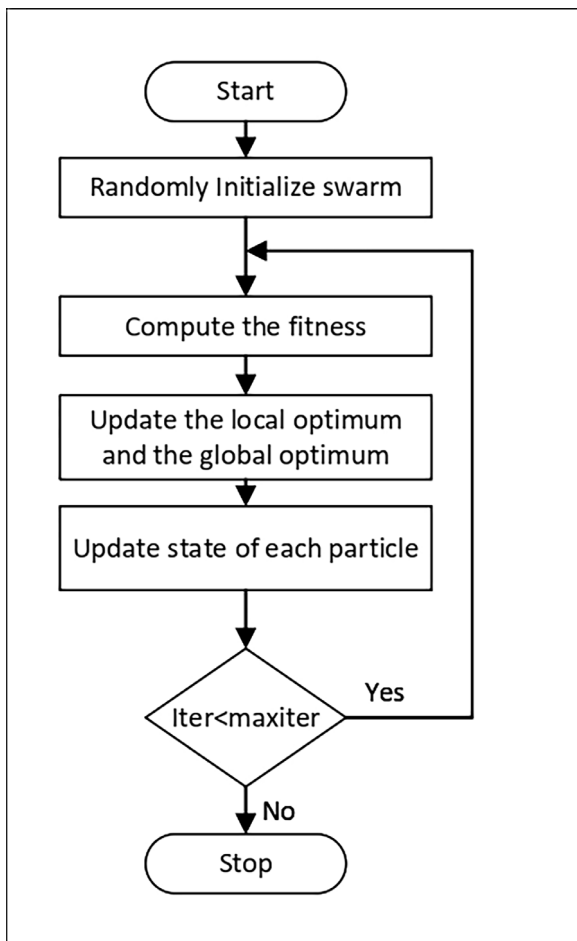 Start
Randomly Initialize swarm
Compute the fitness
Update the local optimum
and the global optimum
Update state of each particle
Iter<maxiter
Yes
No
Stop